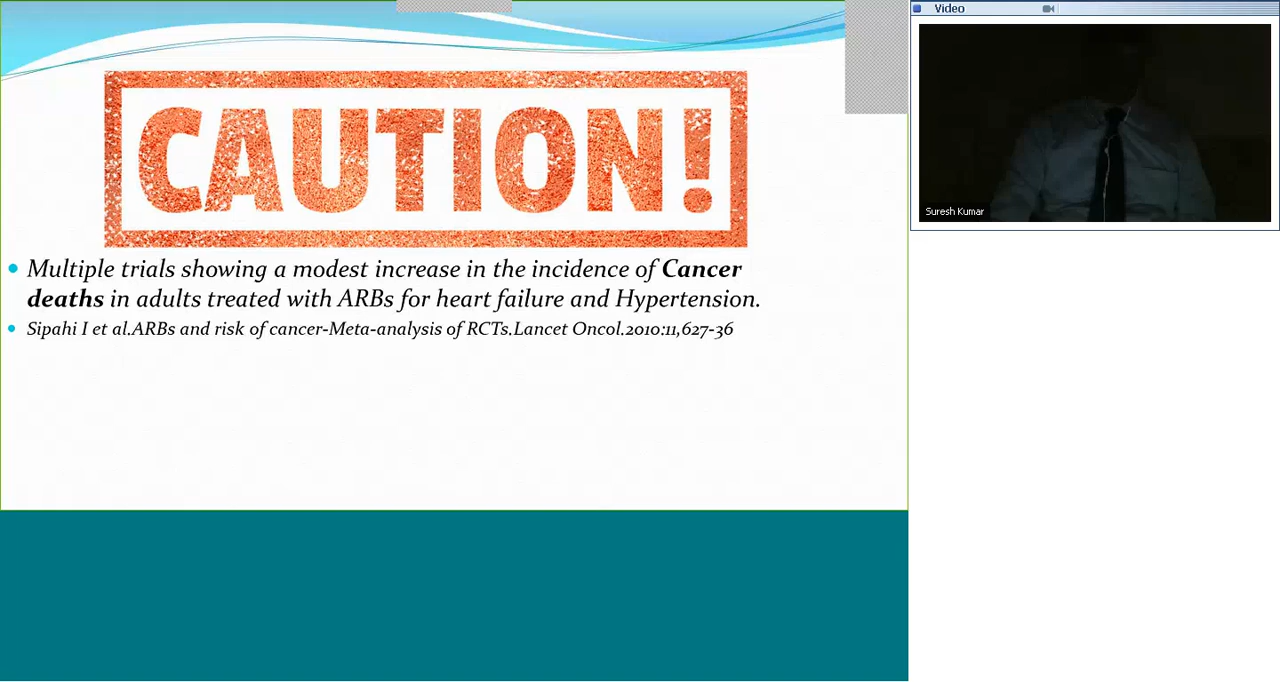 CAUTION!
Multiple trials showing a modest increase in the incidence of Cancer
deaths in adults treated with ARBs for heart failure and Hypertension.
Sipahi I et al.ARBs and risk of cancer-Meta-analysis of RCTs.Lancet Oncol.2010:11,627-36
Video
Suresh Kumar